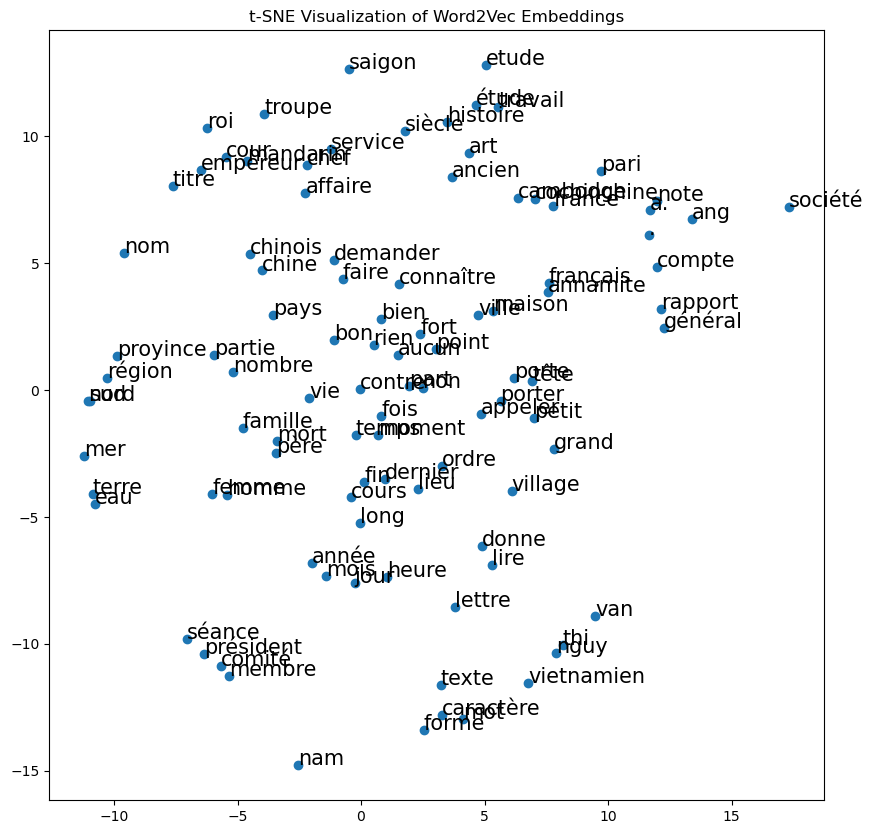 t-SNE Visualization of Word2Vec Embeddings
saigon
etude
étude
travail
troupe
histoire
roi
siècle
service
art
cour
mandarin
chef
empereur
ancien
pari
titre
affaire
cambodge
cochinchine
france
note
a.
société
ang
.
nom
chinois
demander
chine
faire
connaître
français
annamite
compte
pays
bien
ville
maison
rapport
général
bon
rien
fort
aucun
point
province
partie
région
nombre
contre
part
non
porte
tête
sud
nord
vie
porter
fois
appeler
petit
famille
mort
père
temps
moment
grand
mer
ordre
terre
eau
femme
homme
fin
dernier
cours
lieu
village
long
donne
lire
année
mois
jour
heure
lettre
van
séance
président
comité
membre
thi
nguy
texte
vietnamien
caractère
mot
forme
nam
10
5
0
−5
−10
−15
−10 −5 0 5 10 15